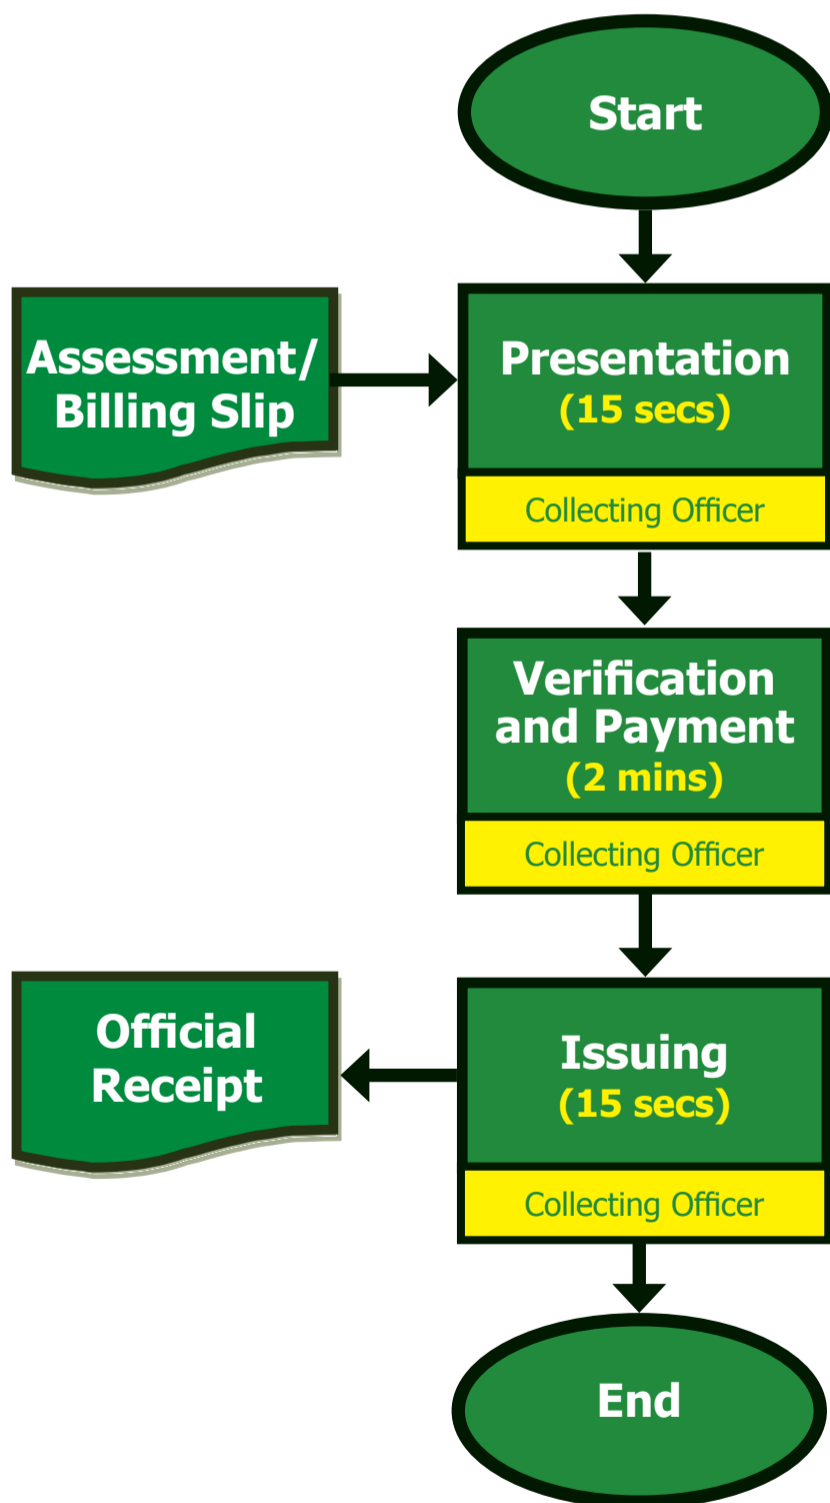 Start
Assessment/
Billing Slip
Presentation
(15 secs)
Collecting Officer
Verification
and Payment
(2 mins)
Collecting Officer
Official
Receipt
Issuing
(15 secs)
Collecting Officer
End